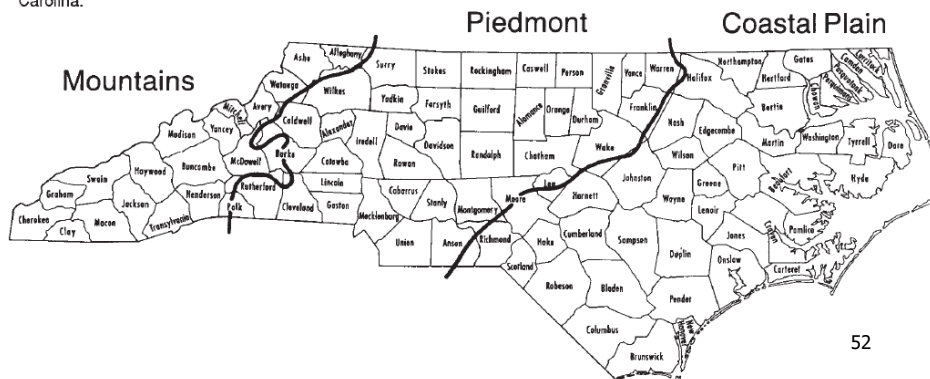 Carolina.
Piedmont
Coastal Plain
Mountains
Ashe
Alleghany
Surry
Stokes
Rockingham
Caswell
Person
Granville
Vance
Warren
Halifax
Northampton
Gates
Hertford
Camden
Currituck
Pasquotank
Perquimans
Chowan
Watauga
Wilkes
Yadkin
Forsyth
Guilford
Alamance
Orange
Durham
Franklin
Nash
Edgecombe
Bertie
Martin
Washington
Tyrrell
Dare
Mitchell
Avery
Caldwell
Alexander
Iredell
Davie
Davidson
Randolph
Chatham
Wake
Wilson
Pitt
Beaufort
Hyde
Madison
Yancey
McDowell
Burke
Catawba
Rowan
Johnston
Greene
Wayne
Lenoir
Craven
Pamlico
Swain
Haywood
Buncombe
Rutherford
Lincoln
Cabarrus
Stanly
Montgomery
Moore
Lee
Harnett
Jones
Graham
Jackson
Henderson
Polk
Cleveland
Gaston
Mecklenburg
Cherokee
Clay
Macon
Transylvania
Union
Anson
Richmond
Scotland
Hoke
Cumberland
Sampson
Duplin
Onslow
Carteret
Robeson
Bladen
Pender
Columbus
New
Hanover
Brunswick
52